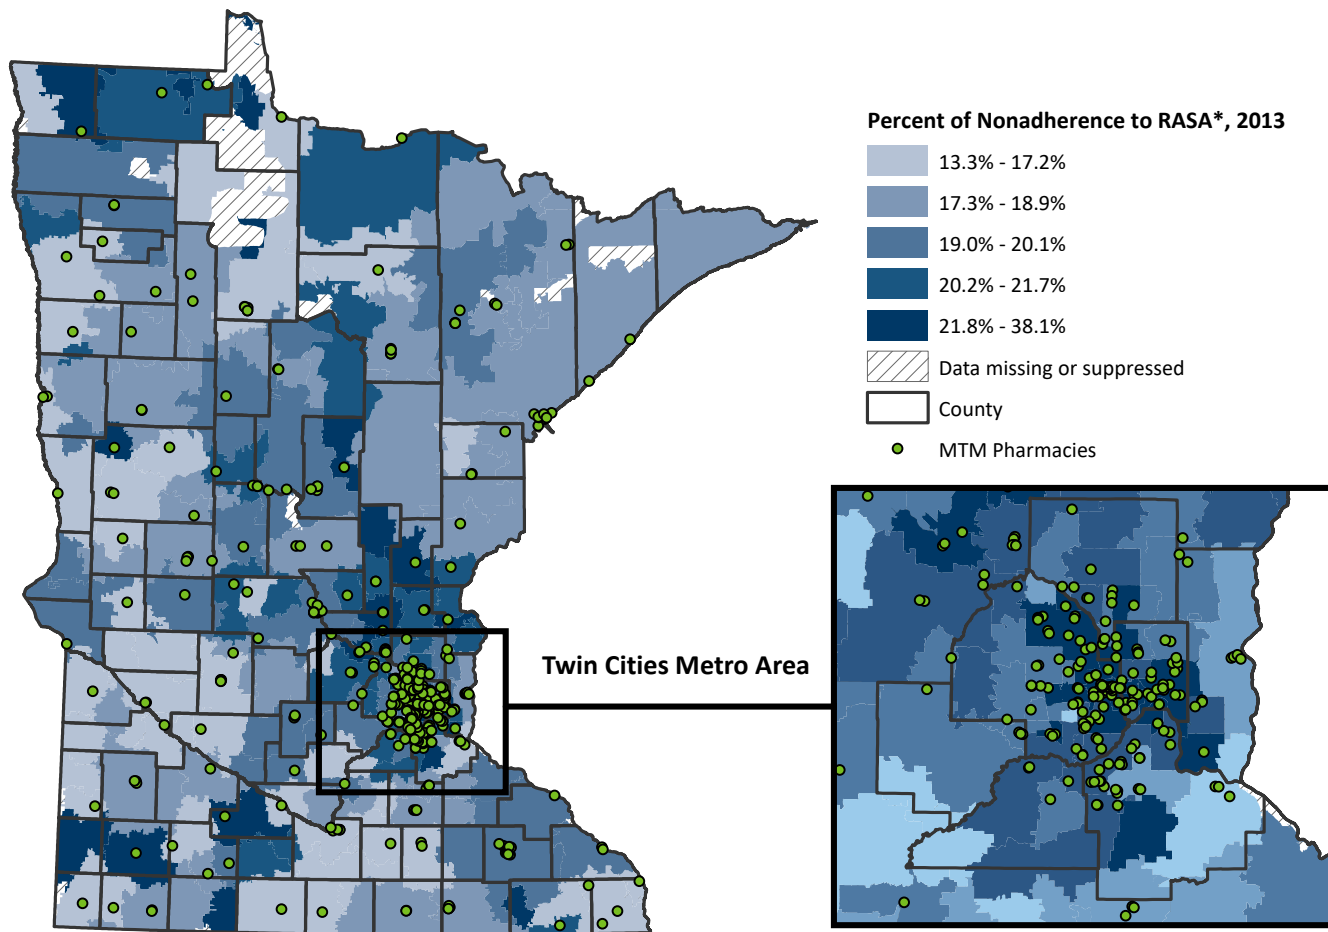 Percent of Nonadherence to RASA*, 2013
13.3% - 17.2%
17.3% - 18.9%
19.0% - 20.1%
20.2% - 21.7%
21.8% - 38.1%
Data missing or suppressed
County
MTM Pharmacies
Twin Cities Metro Area